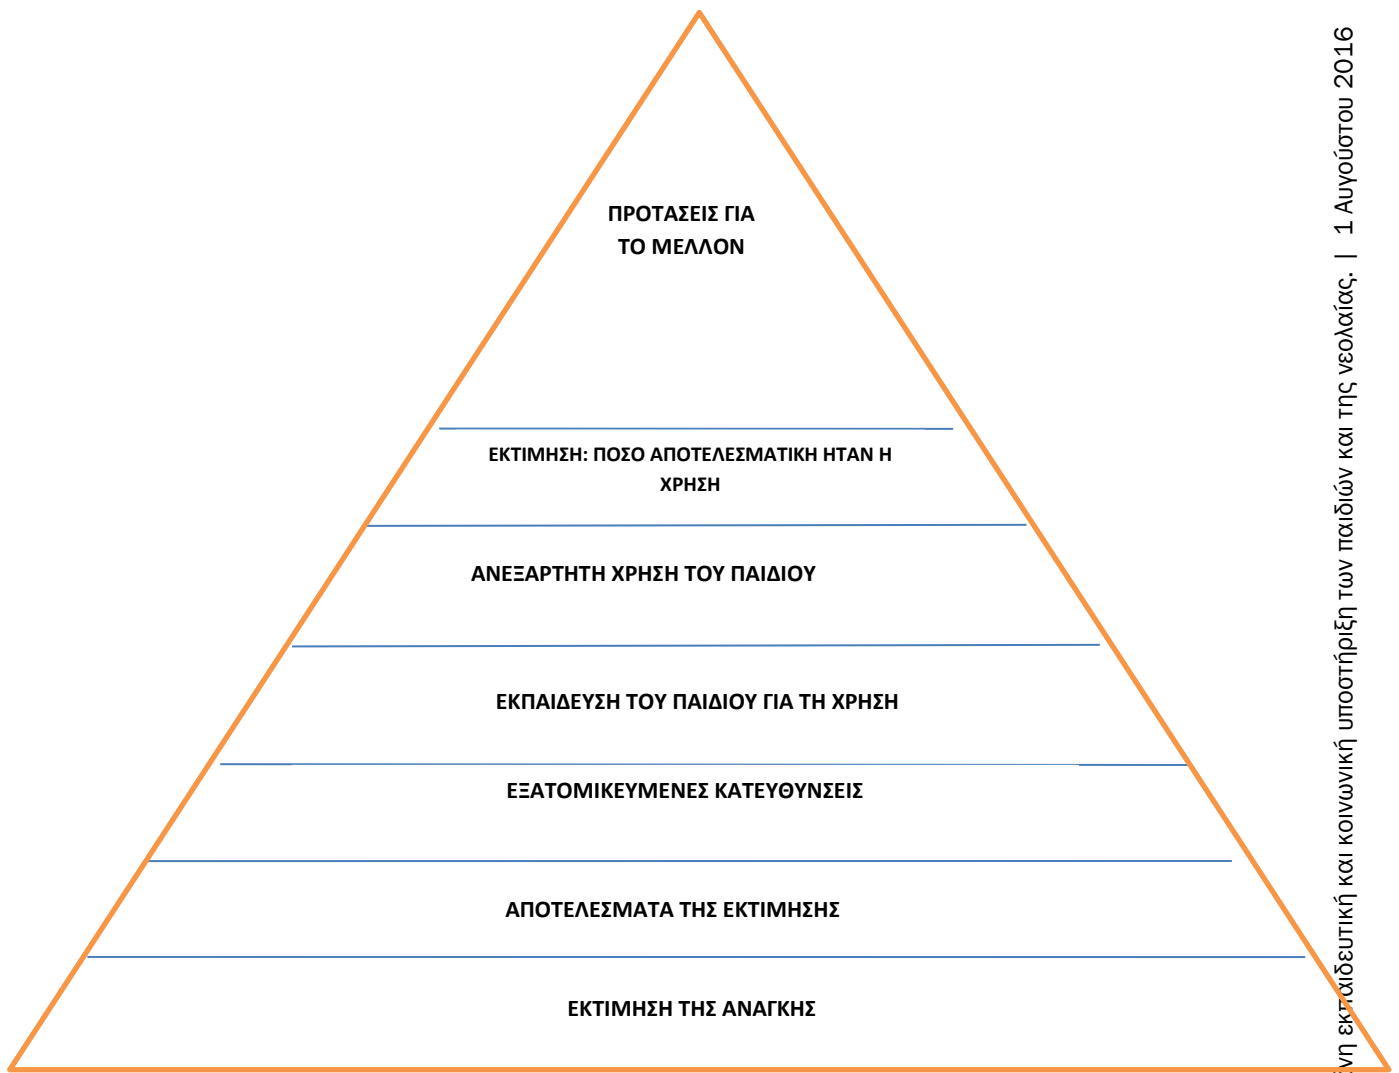 ΠΡΟΤΑΣΕΙΣ ΓΙΑ
ΤΟ ΜΕΛΛΟΝ
ΕΚΤΙΜΗΣΗ: ΠΟΣΟ ΑΠΟΤΕΛΕΣΜΑΤΙΚΗ ΗΤΑΝ Η
ΧΡΗΣΗ
ΑΝΕΞΑΡΤΗΤΗ ΧΡΗΣΗ ΤΟΥ ΠΑΙΔΙΟΥ
ΕΚΠΑΙΔΕΥΣΗ ΤΟΥ ΠΑΙΔΙΟΥ ΓΙΑ ΤΗ ΧΡΗΣΗ
ΕΞΑΤΟΜΙΚΕΥΜΕΝΕΣ ΚΑΤΕΥΘΥΝΣΕΙΣ
ΑΠΟΤΕΛΕΣΜΑΤΑ ΤΗΣ ΕΚΤΙΜΗΣΗΣ
ΕΚΤΙΜΗΣΗ ΤΗΣ ΑΝΑΓΚΗΣ
εκπαιδευτική και κοινωνική υποστήριξη των παιδιών και της νεολαίας. | 1 Αυγούστου 2016